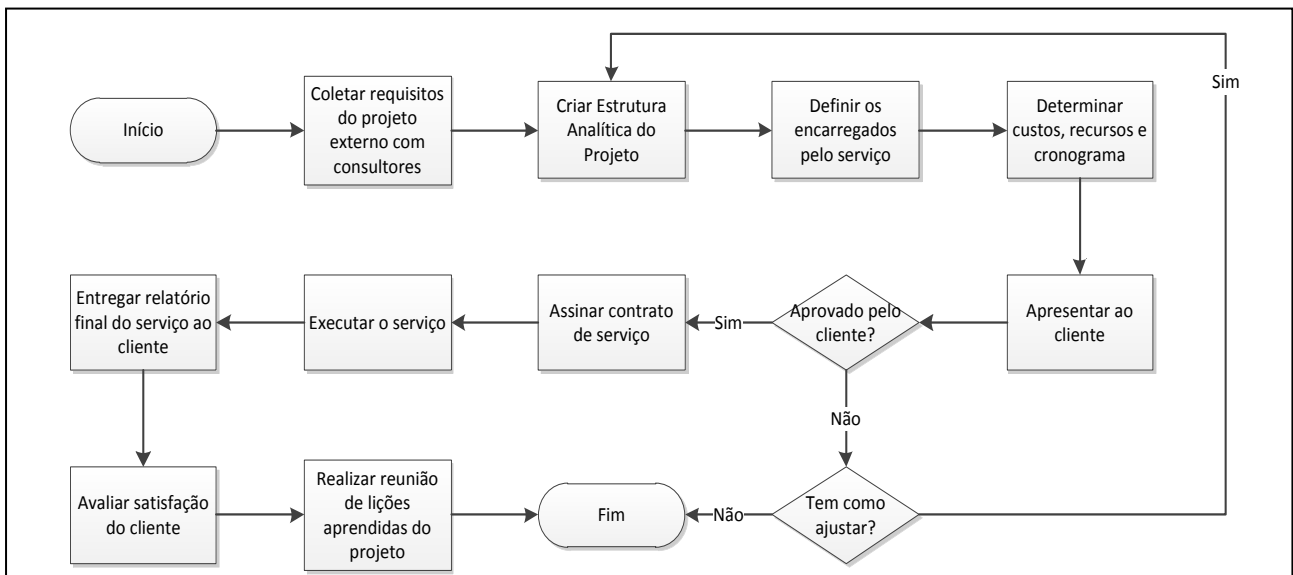 Início
Coletar requisitos
do projeto
externo com
consultores
Criar Estrutura
Analítica do
Projeto
Definir os
encarregados
pelo serviço
Determinar
custos, recursos e
cronograma
Sim
Apresentar ao
cliente
Aprovado pelo
cliente?
Sim
Assinar contrato
de serviço
Executar o serviço
Entregar relatório
final do serviço ao
cliente
Não
Avaliar satisfação
do cliente
Realizar reunião
de lições
aprendidas do
projeto
Fim
Não
Tem como
ajustar?